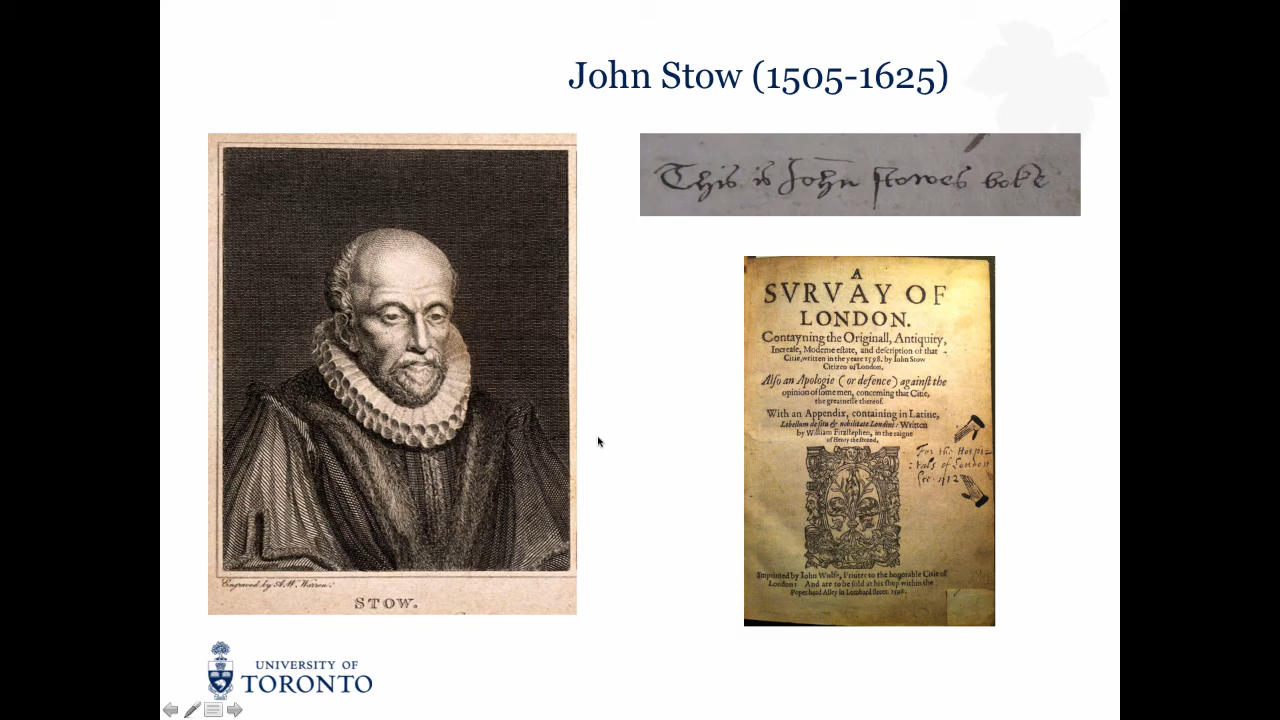 John Stow (1505-1625)
This is John stowes boke
A
SVRVAY OF
LONDON.
Contayning the Originall, Antiquity,
Increase, Moderne estate, and description of that
Citie, written in the yeare 1598. by Iohn Stow
Citizen of London.
Also an Apologie (or defence) against the
opinion of some men, concerning that Citie,
the greatnesse thereof.
With an Appendix, containing in Latine,
Libellum de situ & nobilitate Londini: Written
by William Fitzstephen, in the raigne
of Henry the second.
For the Hospi
tals of London
Imprinted by Iohn Wolfe, Printer to the honorable Citie of
London: And are to be sold at his shop within the
Popes head Alley in Lombard street. 1598.
Engraved by A.W. Warren.
STOW.
UNIVERSITY OF
TORONTO